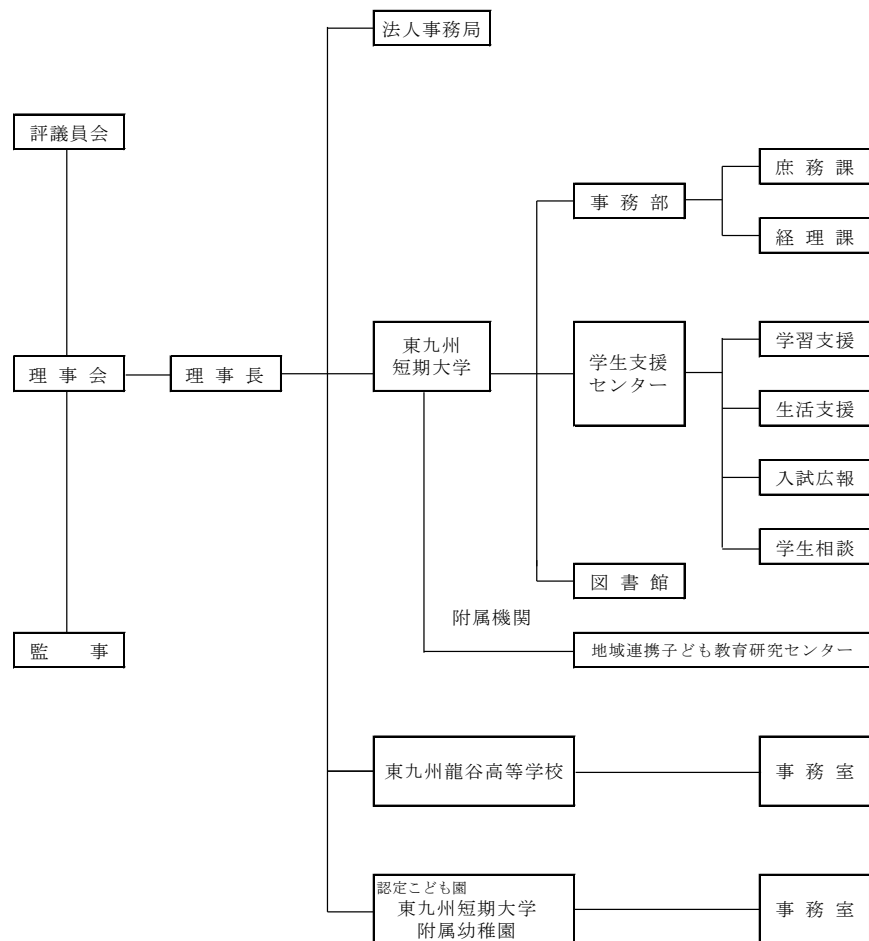 法人事務局
評議員会
庶務課
事務部
経理課
東九州
短期大学
学習支援
理事会
理事長
学生支援
センター
生活支援
入試広報
学生相談
図書館
附属機関
監事
地域連携子ども教育研究センター
東九州龍谷高等学校
事務室
認定こども園
東九州短期大学
附属幼稚園
事務室